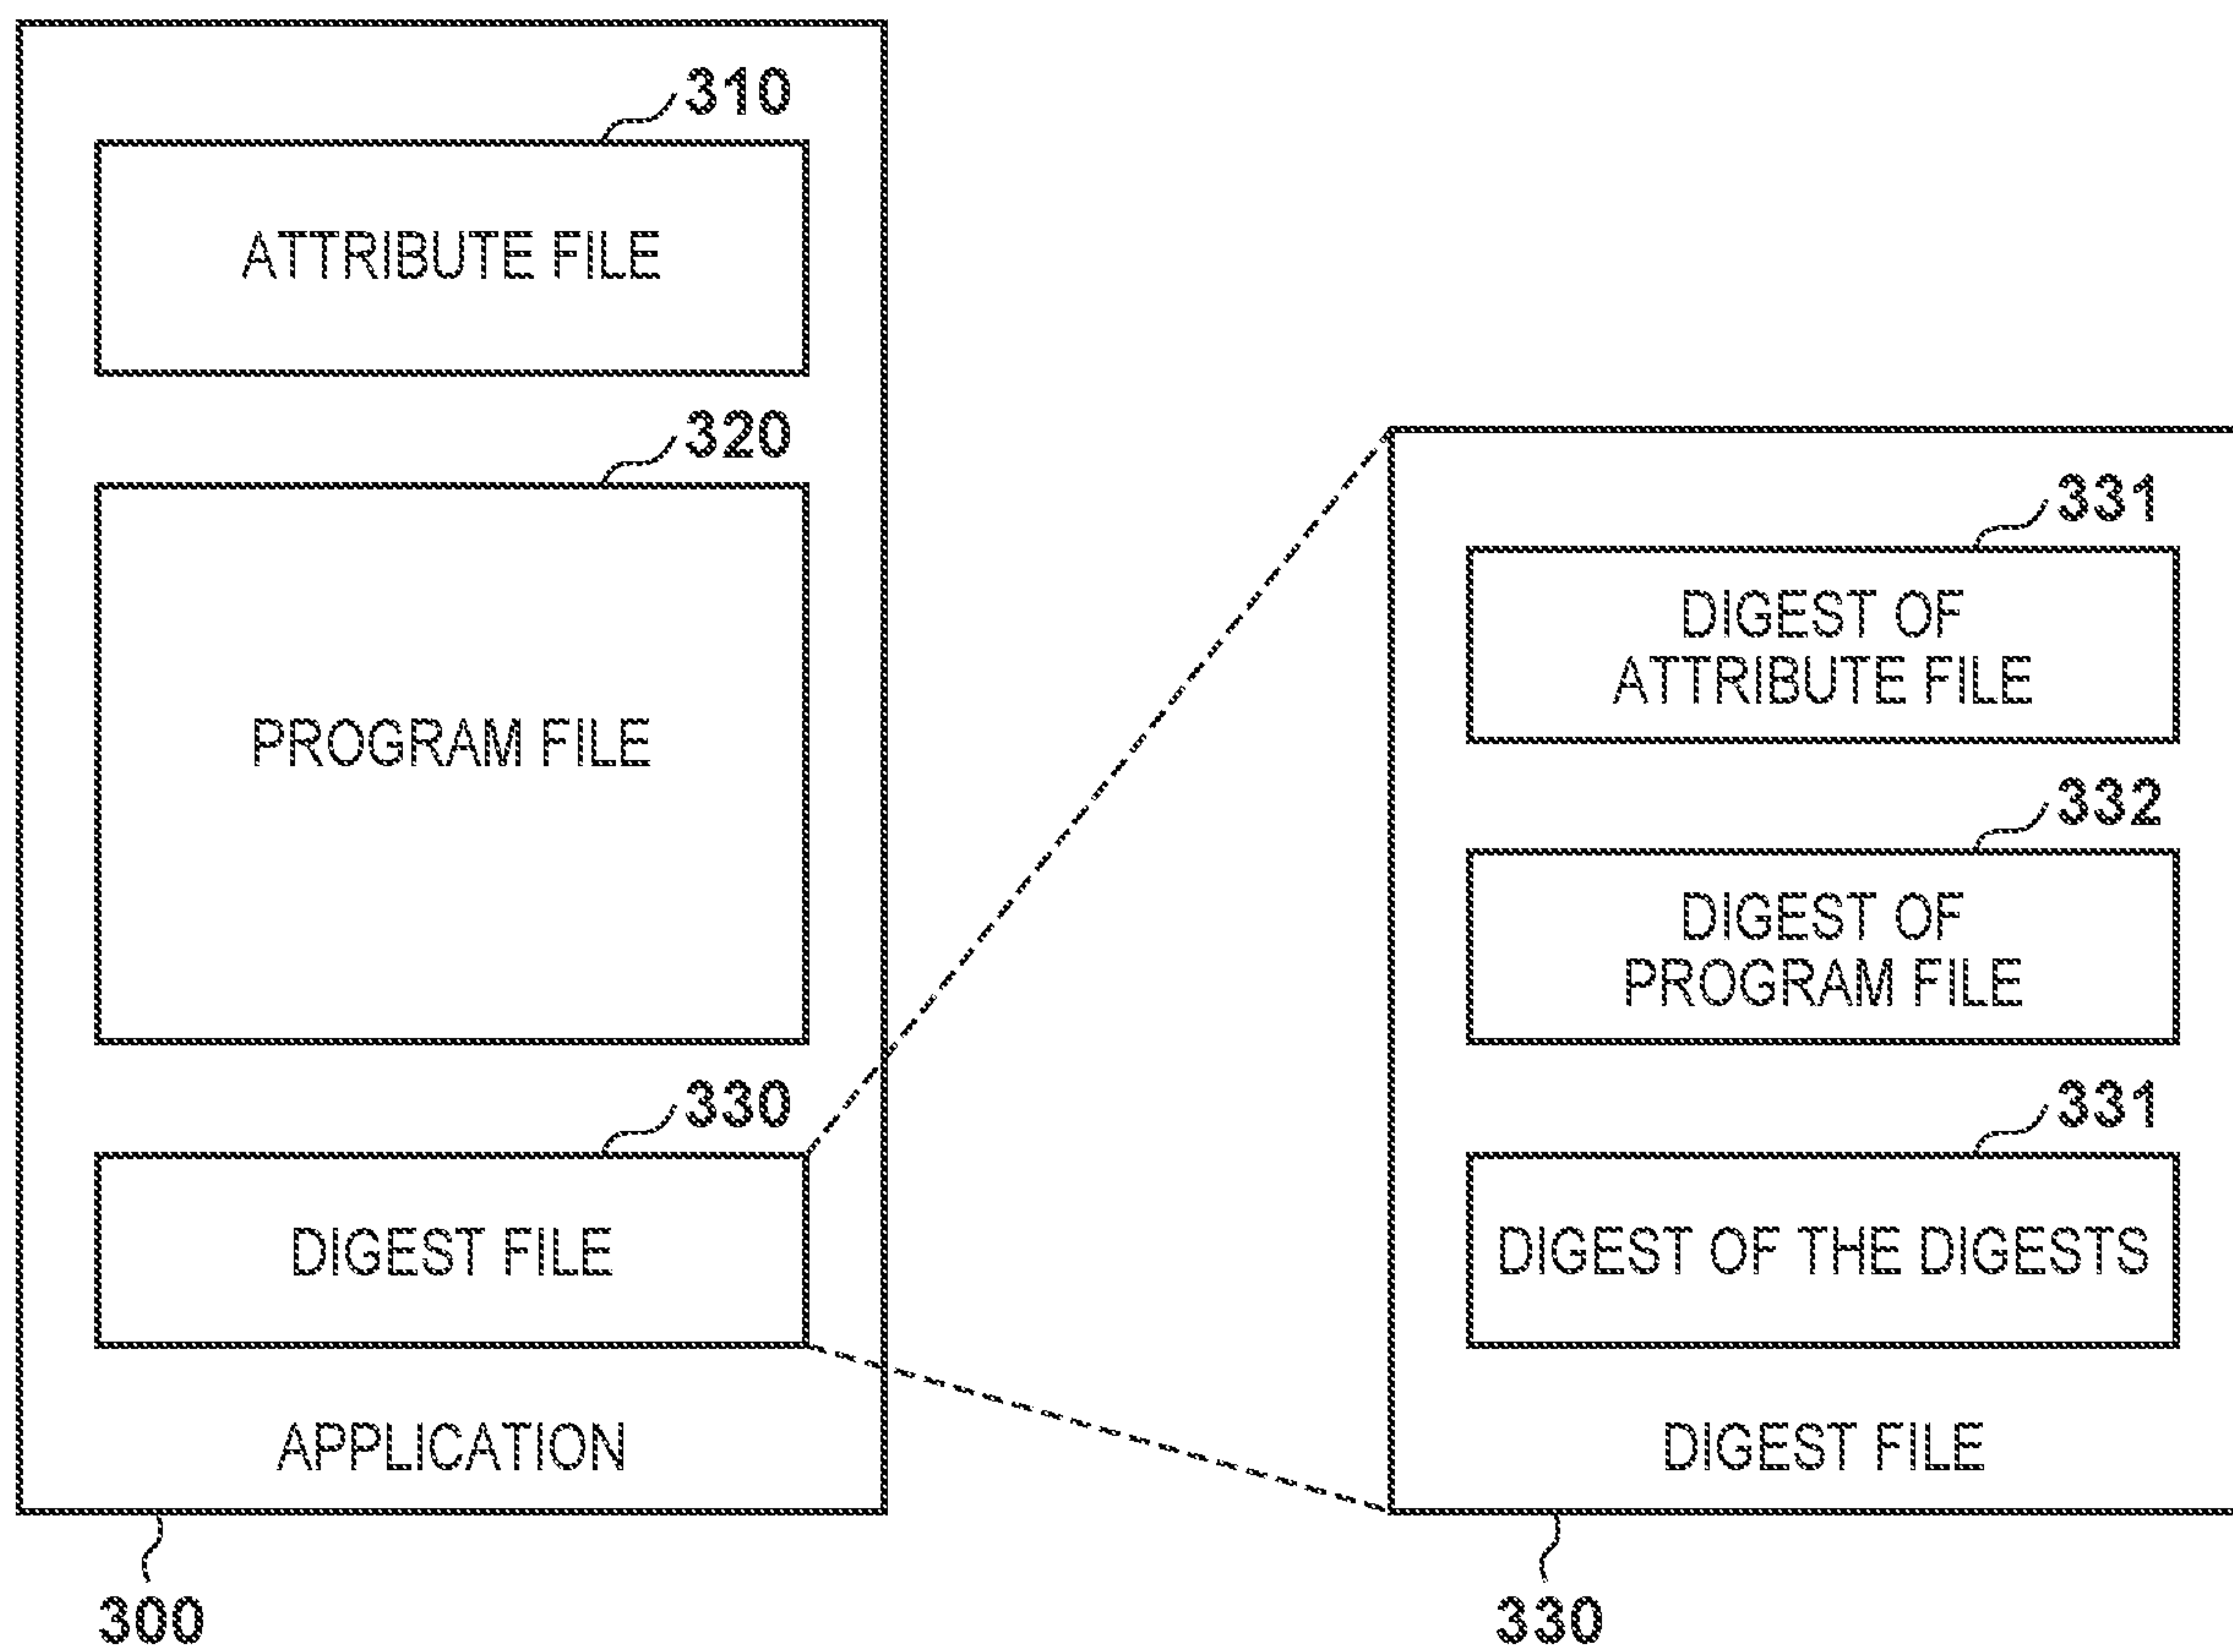 310
ATTRIBUTE FILE
320
PROGRAM FILE
330
DIGEST FILE
APPLICATION
300
331
DIGEST OF
ATTRIBUTE FILE
332
DIGEST OF
PROGRAM FILE
331
DIGEST OF THE DIGESTS
DIGEST FILE
330